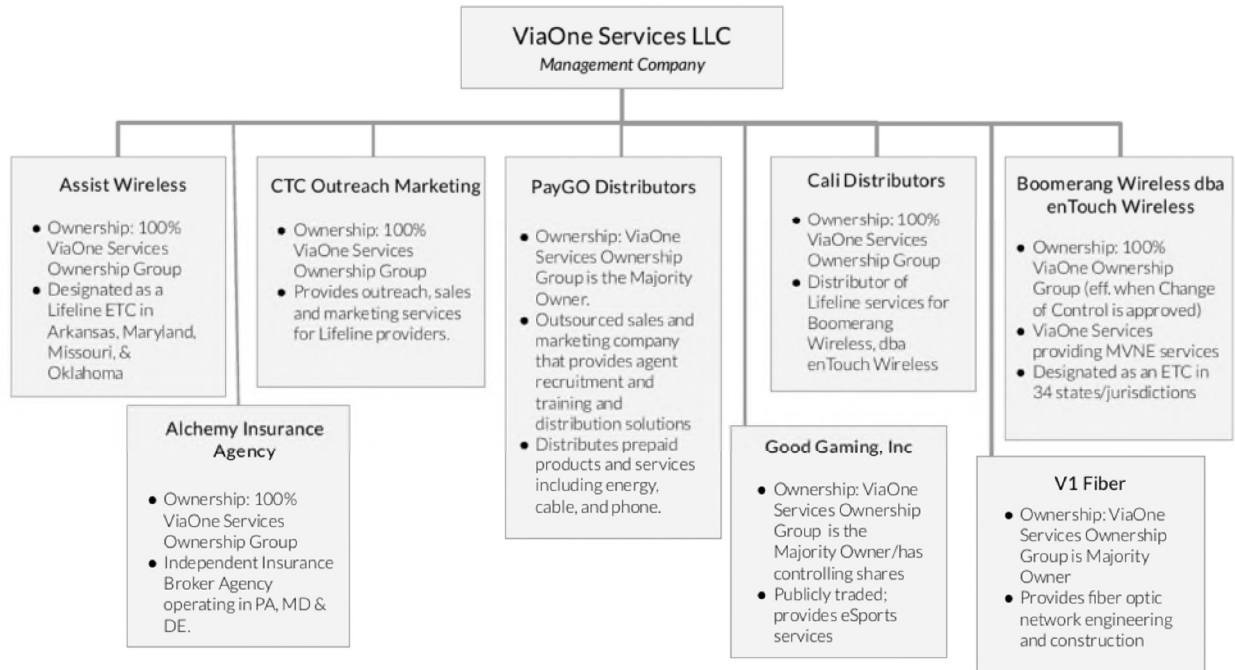 ViaOne Services LLC
Management Company
Assist Wireless
● Ownership: 100%
ViaOne Services
Ownership Group
● Designated as a
Lifeline ETC in
Arkansas, Maryland,
Missouri, &
Oklahoma
CTC Outreach Marketing
● Ownership: 100%
ViaOne Services
Ownership Group
● Provides outreach, sales
and marketing services
for Lifeline providers.
PayGO Distributors
● Ownership: ViaOne
Services Ownership
Group is the Majority
Owner.
● Outsourced sales and
marketing company
that provides agent
recruitment and
training and
distribution solutions
● Distributes prepaid
products and services
including energy,
cable, and phone.
Cali Distributors
● Ownership: 100%
ViaOne Services
Ownership Group
● Distributor of
Lifeline services for
Boomerang
Wireless, dba
enTouch Wireless
Boomerang Wireless dba
enTouch Wireless
● Ownership: 100%
ViaOne Ownership
Group (eff. when Change
of Control is approved)
● ViaOne Services
providing MVNE services
● Designated as an ETC in
34 states/jurisdictions
Alchemy Insurance
Agency
● Ownership: 100%
ViaOne Services
Ownership Group
● Independent Insurance
Broker Agency
operating in PA, MD &
DE.
Good Gaming, Inc
● Ownership: ViaOne
Services Ownership
Group is the
Majority Owner/has
controlling shares
● Publicly traded;
provides eSports
services
V1 Fiber
● Ownership: ViaOne
Services Ownership
Group is Majority
Owner
● Provides fiber optic
network engineering
and construction